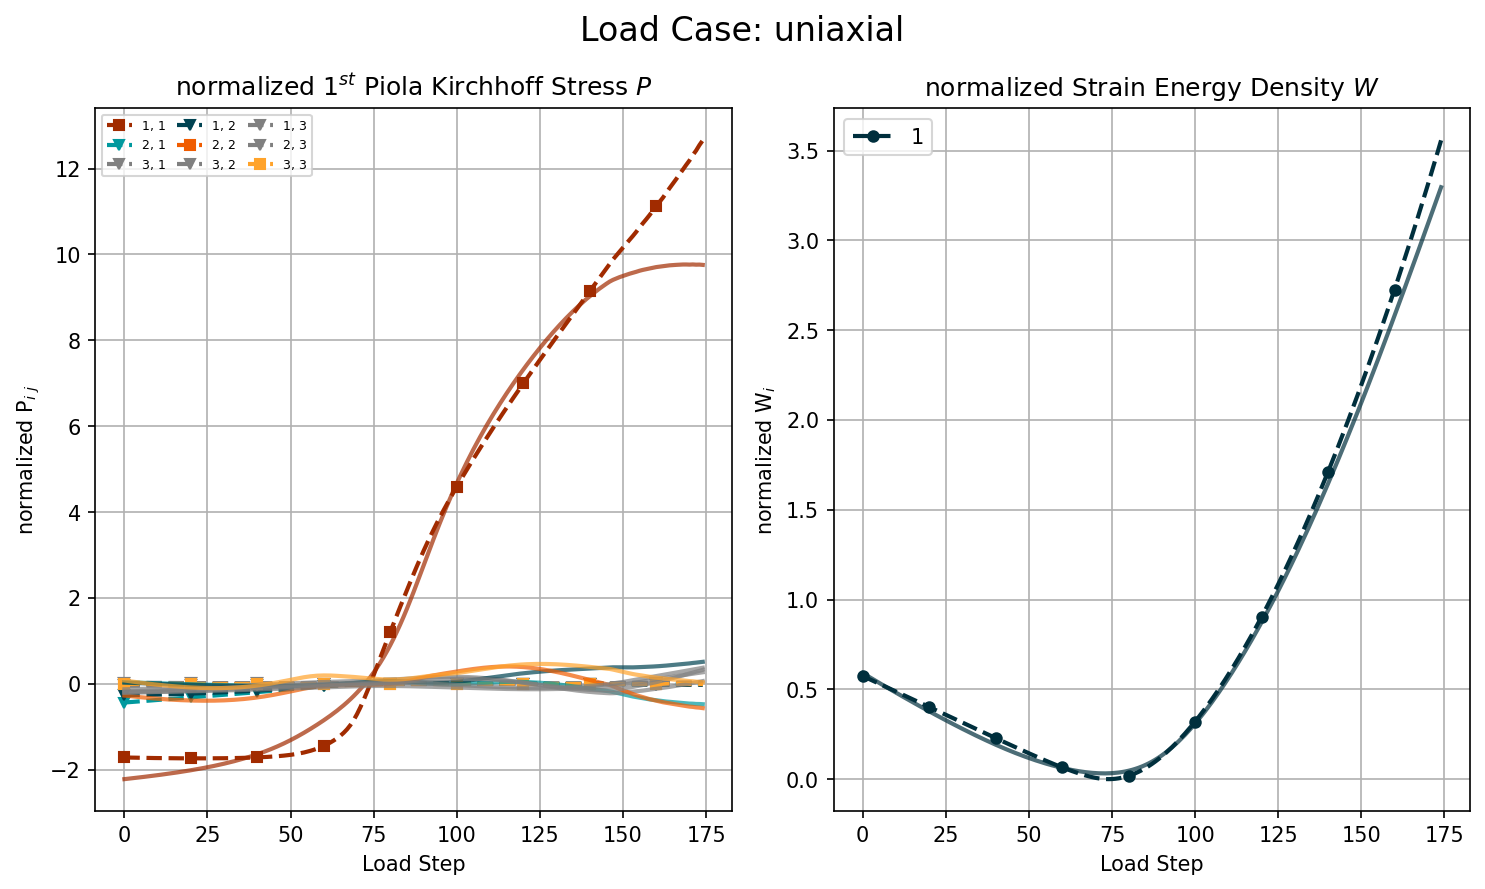 Load Case: uniaxial
normalized 1st Piola Kirchhoff Stress P
1, 1 1, 2 1, 3
2, 1 2, 2 2, 3
3, 1 3, 2 3, 3
normalized P i j
12
10
8
6
4
2
0
−2
0 25 50 75 100 125 150 175
Load Step
normalized Strain Energy Density W
1
normalized W i
3.5
3.0
2.5
2.0
1.5
1.0
0.5
0.0
0 25 50 75 100 125 150 175
Load Step